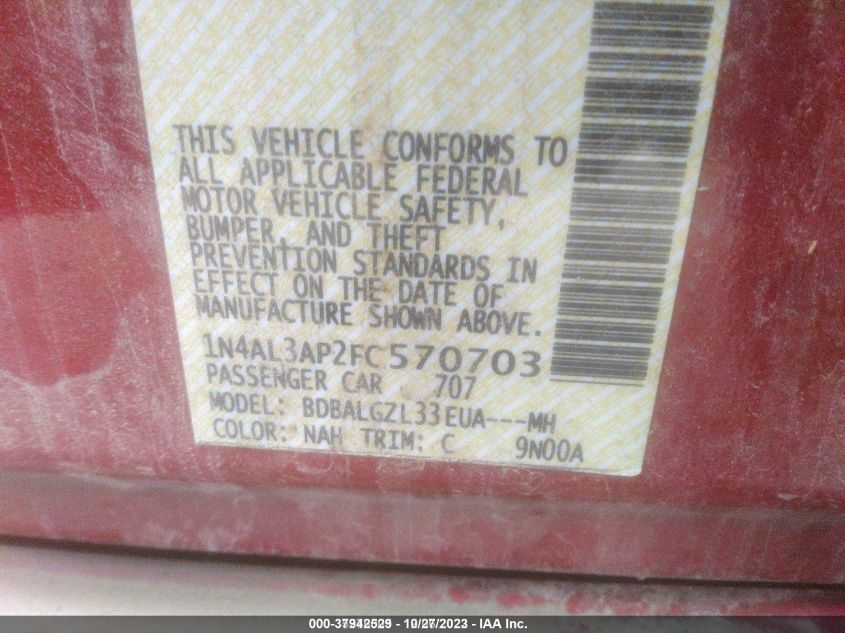 THIS VEHICLE CONFORMS TO
ALL APPLICABLE FEDERAL
MOTOR VEHICLE SAFETY,
BUMPER, AND THEFT
PREVENTION STANDARDS IN
EFFECT ON THE DATE OF
MANUFACTURE SHOWN ABOVE.
1N4AL3AP2FC570703
PASSENGER CAR 707
MODEL: BDBALGZL33EUA---MH
COLOR: NAH TRIM: C 9N00A
000-37942529 - 10/27/2023 - IAA Inc.